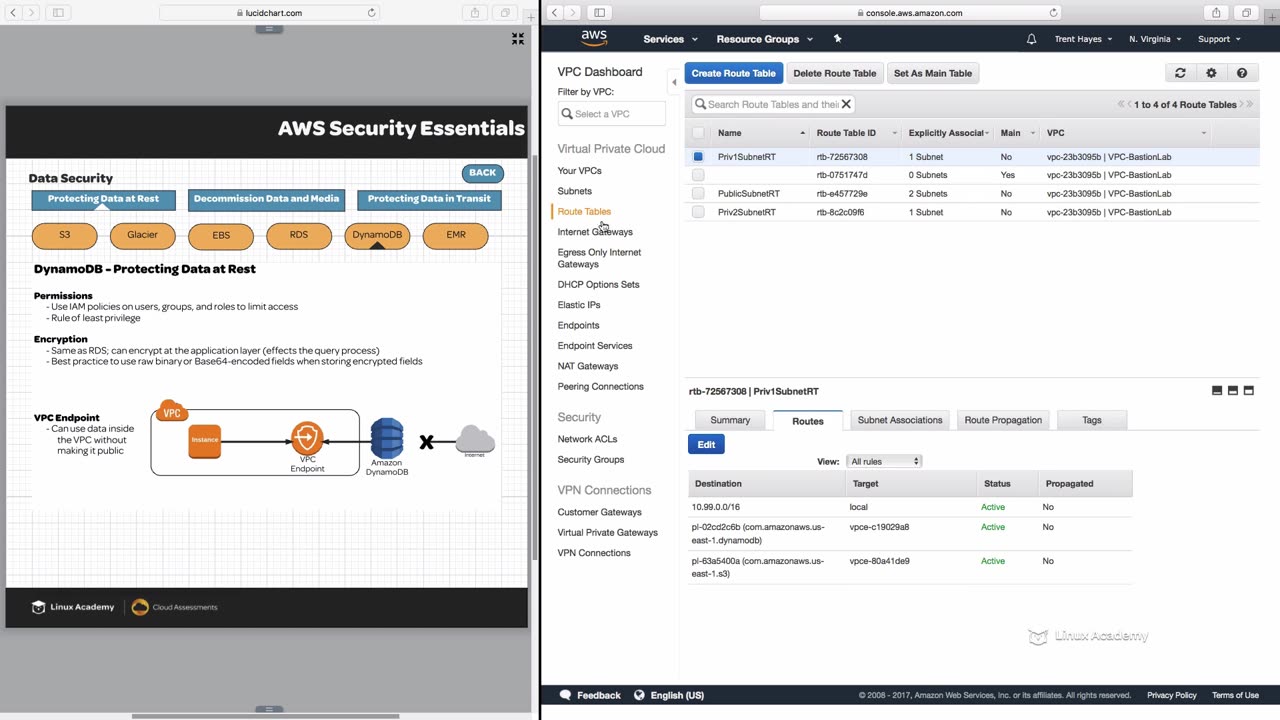 lucidchart.com
AWS Security Essentials
Data Security
BACK
Protecting Data at Rest
Decommission Data and Media
Protecting Data in Transit
S3
Glacier
EBS
RDS
DynamoDB
EMR
DynamoDB - Protecting Data at Rest
Permissions
- Use IAM policies on users, groups, and roles to limit access
- Rule of least privilege
Encryption
- Same as RDS; can encrypt at the application layer (effects the query process)
- Best practice to use raw binary or Base64-encoded fields when storing encrypted fields
VPC Endpoint
- Can use data inside
the VPC without
making it public
VPC
Instance
VPC
Endpoint
Amazon
DynamoDB
X
Internet
Linux Academy
Cloud Assessments
console.aws.amazon.com
aws
Services
Resource Groups
Trent Hayes
N. Virginia
Support
VPC Dashboard
Filter by VPC:
Select a VPC
Virtual Private Cloud
Your VPCs
Subnets
Route Tables
Internet Gateways
Egress Only Internet
Gateways
DHCP Options Sets
Elastic IPs
Endpoints
Endpoint Services
NAT Gateways
Peering Connections
Security
Network ACLs
Security Groups
VPN Connections
Customer Gateways
Virtual Private Gateways
VPN Connections
Create Route Table
Delete Route Table
Set As Main Table
Search Route Tables and thei
1 to 4 of 4 Route Tables
Name Route Table ID Explicitly Associat Main VPC
Priv1SubnetRT rtb-72567308 1 Subnet No vpc-23b3095b | VPC-BastionLab
rtb-0751747d 0 Subnets Yes vpc-23b3095b | VPC-BastionLab
PublicSubnetRT rtb-e457729e 2 Subnets No vpc-23b3095b | VPC-BastionLab
Priv2SubnetRT rtb-8c2c09f6 1 Subnet No vpc-23b3095b | VPC-BastionLab
rtb-72567308 | Priv1SubnetRT
Summary
Routes
Subnet Associations
Route Propagation
Tags
Edit
View: All rules
Destination Target Status Propagated
10.99.0.0/16 local Active No
pl-02cd2c6b (com.amazonaws.us- vpce-c19029a8 Active No
east-1.dynamodb)
pl-63a5400a (com.amazonaws.us- vpce-80a41de9 Active No
east-1.s3)
Linux Academy
Feedback
English (US)
© 2008 - 2017, Amazon Web Services, Inc. or its affiliates. All rights reserved.
Privacy Policy
Terms of Use